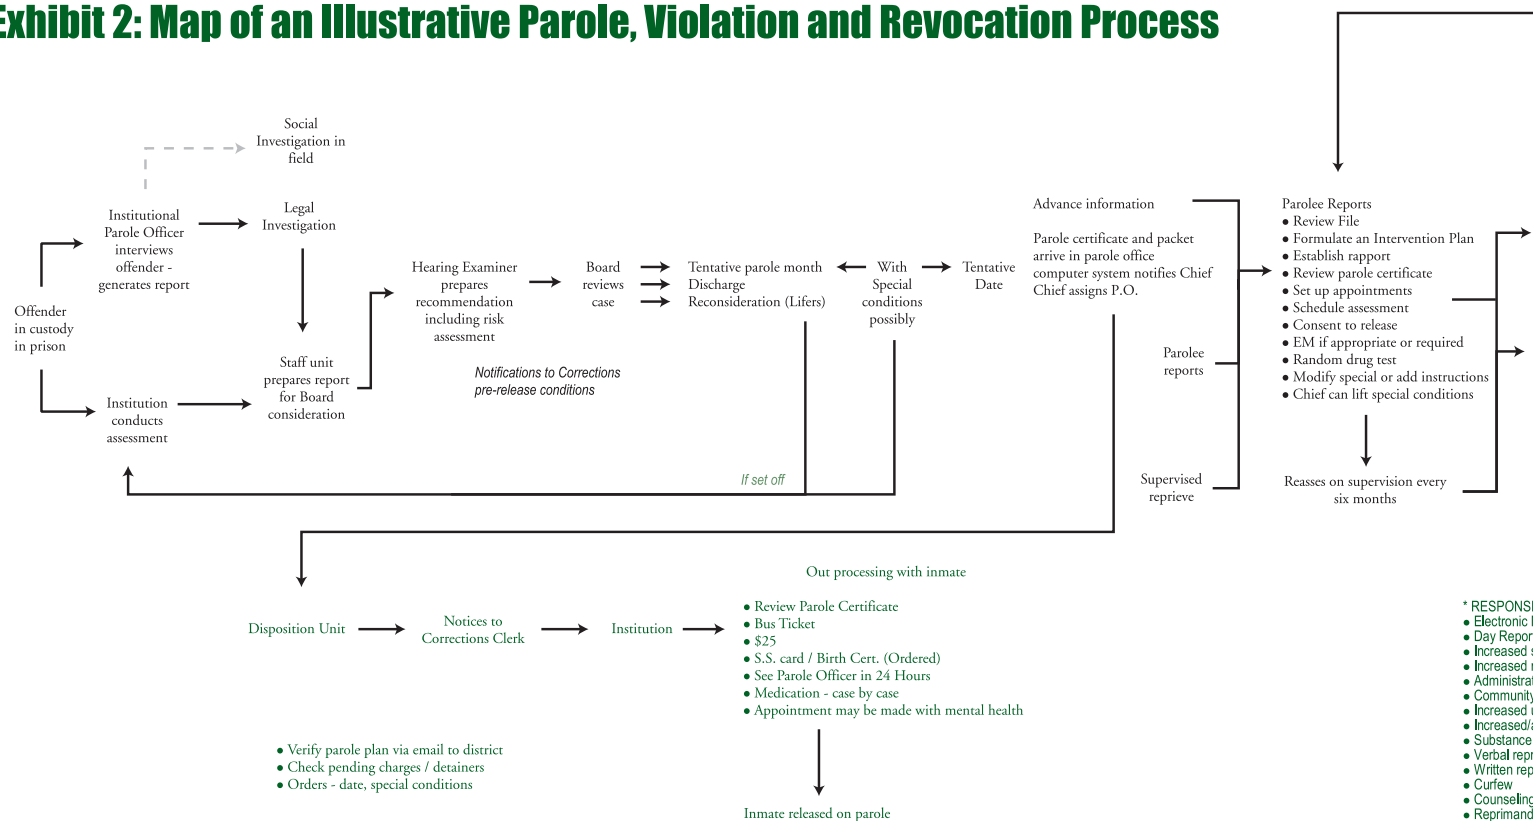 Exhibit 2: Map of an Illustrative Parole, Violation and Revocation Process
Social
Investigation in
field
Institutional
Parole Officer
interviews
offender -
generates report
Legal
Investigation
Offender
in custody
in prison
Institution
conducts
assessment
Staff unit
prepares report
for Board
consideration
Hearing Examiner
prepares
recommendation
including risk
assessment
Notifications to Corrections
pre-release conditions
Board
reviews
case
Tentative parole month
Discharge
Reconsideration (Lifers)
With
Special
conditions
possibly
Tentative
Date
If set off
Advance information
Parole certificate and packet
arrive in parole office
computer system notifies Chief
Chief assigns P.O.
Parolee
reports
Supervised
reprieve
Parolee Reports
● Review File
● Formulate an Intervention Plan
● Establish rapport
● Review parole certificate
● Set up appointments
● Schedule assessment
● Consent to release
● EM if appropriate or required
● Random drug test
● Modify special or add instructions
● Chief can lift special conditions
Reasses on supervision every
six months
Disposition Unit
Notices to
Corrections Clerk
Institution
Out processing with inmate
● Review Parole Certificate
● Bus Ticket
● $25
● S.S. card / Birth Cert. (Ordered)
● See Parole Officer in 24 Hours
● Medication - case by case
● Appointment may be made with mental health
● Verify parole plan via email to district
● Check pending charges / detainers
● Orders - date, special conditions
Inmate released on parole
* RESPONS
● Electronic
● Day Repor
● Increased
● Increased
● Administra
● Community
● Increased
● Increased/
● Substance
● Verbal repr
● Written rep
● Curfew
● Counseling
● Reprimand